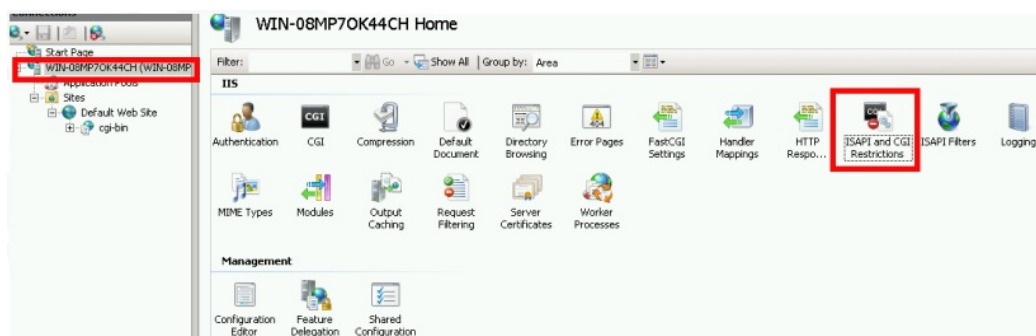 Connections
WIN-08MP7OK44CH Home
Start Page
WIN-08MP7OK44CH (WIN-08MP
Application Pools
Sites
Default Web Site
cgi-bin
Filter: Go Show All Group by: Area
IIS
Authentication CGI Compression Default Document Directory Browsing Error Pages FastCGI Settings Handler Mappings HTTP Respo... ISAPI and CGI Restrictions ISAPI Filters Logging
MIME Types Modules Output Caching Request Filtering Server Certificates Worker Processes
Management
Configuration Editor Feature Delegation Shared Configuration